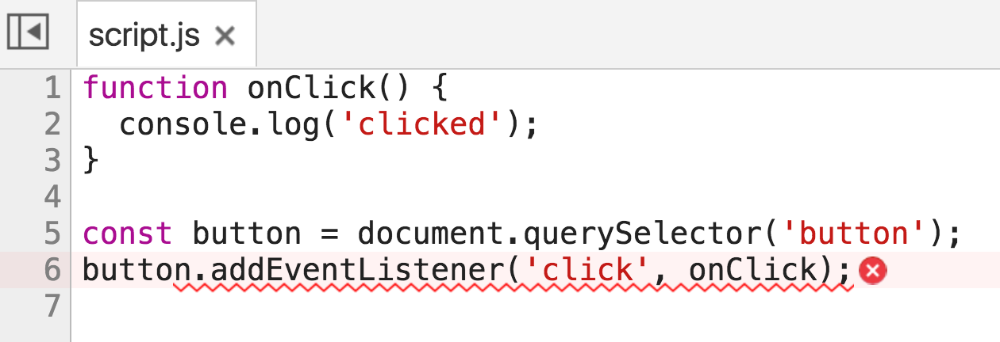 script.js
1 function onClick() {
2   console.log('clicked');
3 }
4
5 const button = document.querySelector('button');
6 button.addEventListener('click', onClick);
7